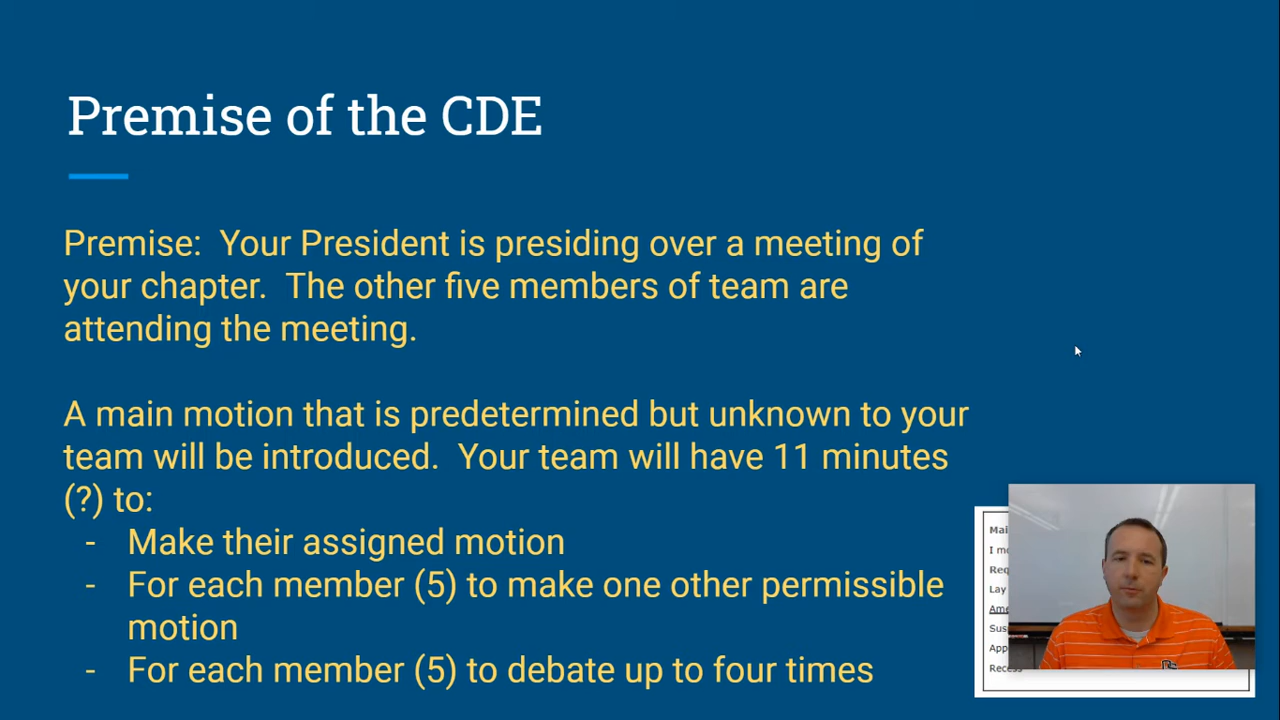 Premise of the CDE
Premise: Your President is presiding over a meeting of
your chapter. The other five members of team are
attending the meeting.
A main motion that is predetermined but unknown to your
team will be introduced. Your team will have 11 minutes
(?) to:
- Make their assigned motion
- For each member (5) to make one other permissible
motion
- For each member (5) to debate up to four times
I
Lay
Recess